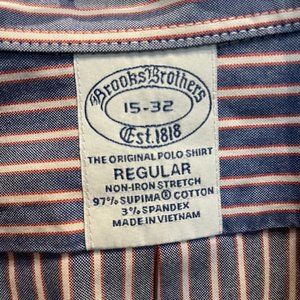 Brooks Brothers
15-32
Est. 1818
THE ORIGINAL POLO SHIRT
REGULAR
NON-IRON STRETCH
97% SUPIMA® COTTON
3% SPANDEX
MADE IN VIETNAM